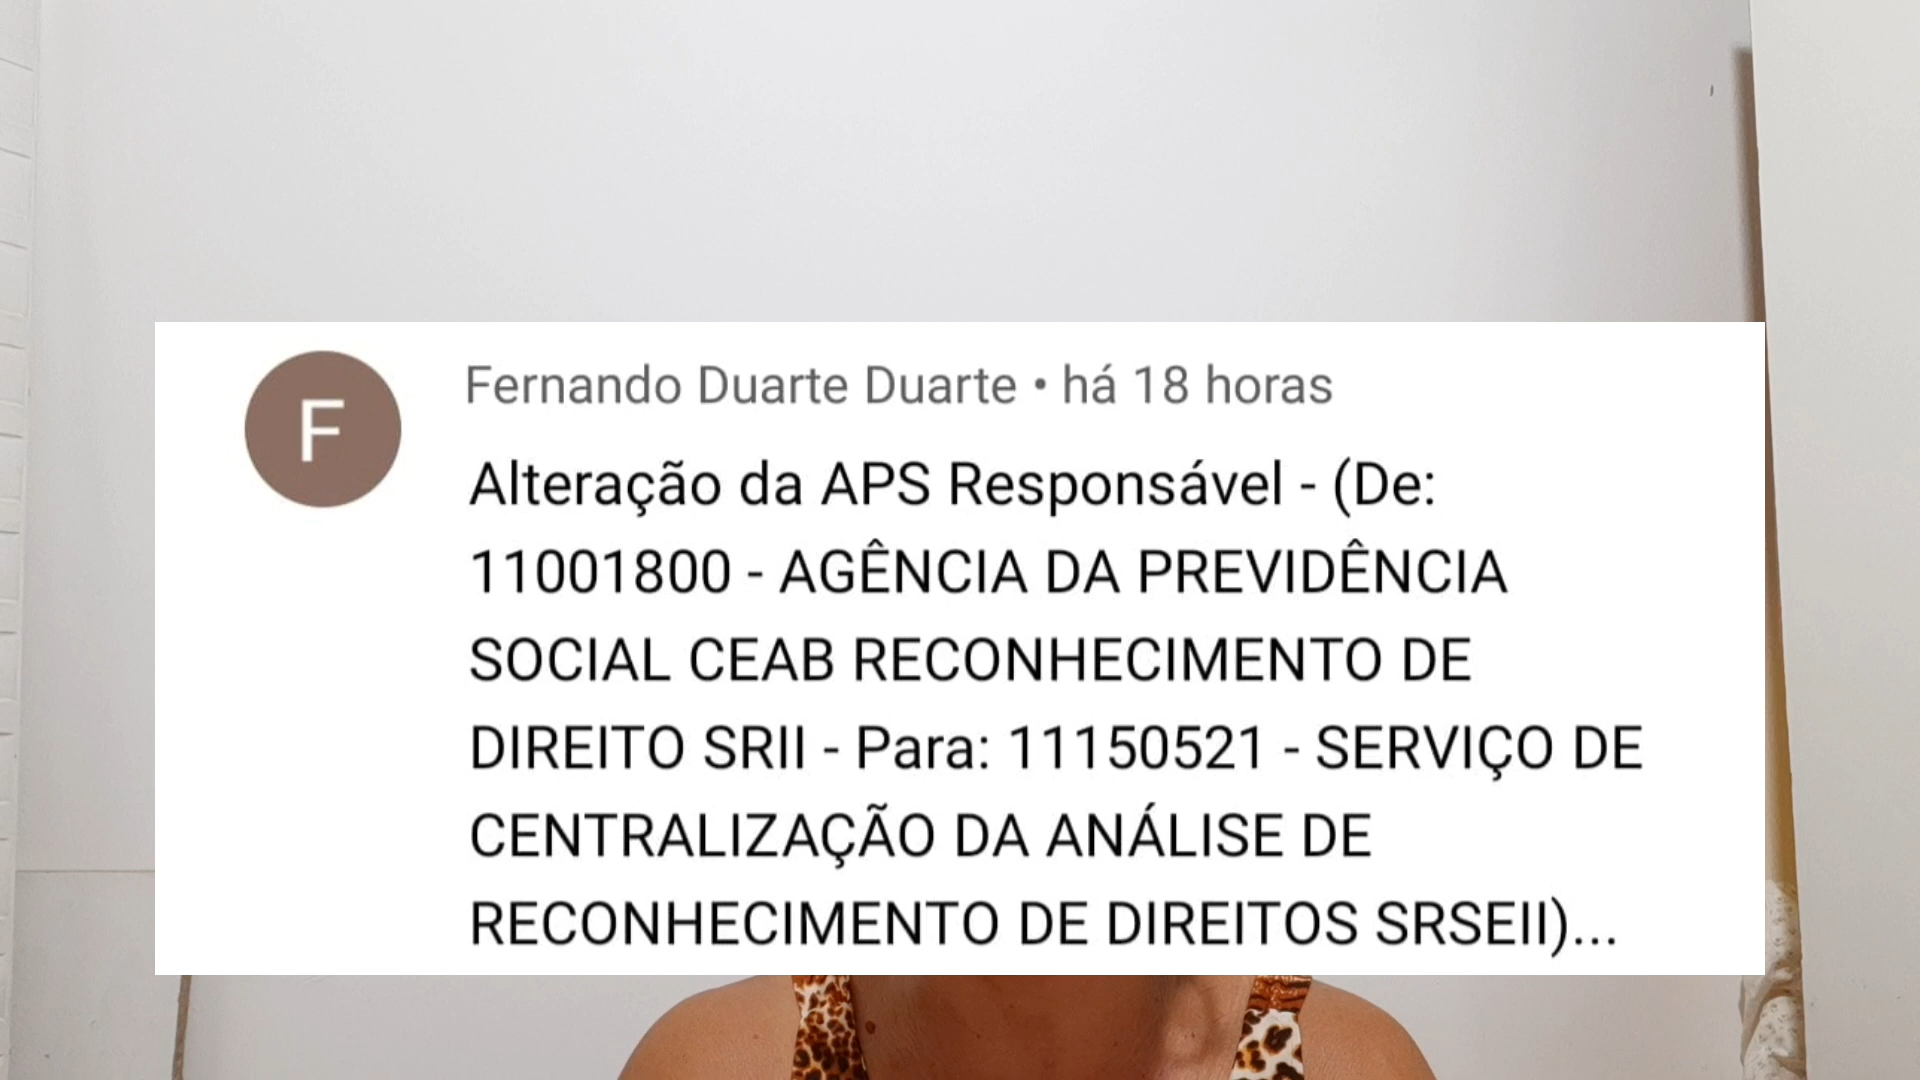 F
Fernando Duarte Duarte • há 18 horas
Alteração da APS Responsável - (De:
11001800 - AGÊNCIA DA PREVIDÊNCIA
SOCIAL CEAB RECONHECIMENTO DE
DIREITO SRII - Para: 11150521 - SERVIÇO DE
CENTRALIZAÇÃO DA ANÁLISE DE
RECONHECIMENTO DE DIREITOS SRSEII)...